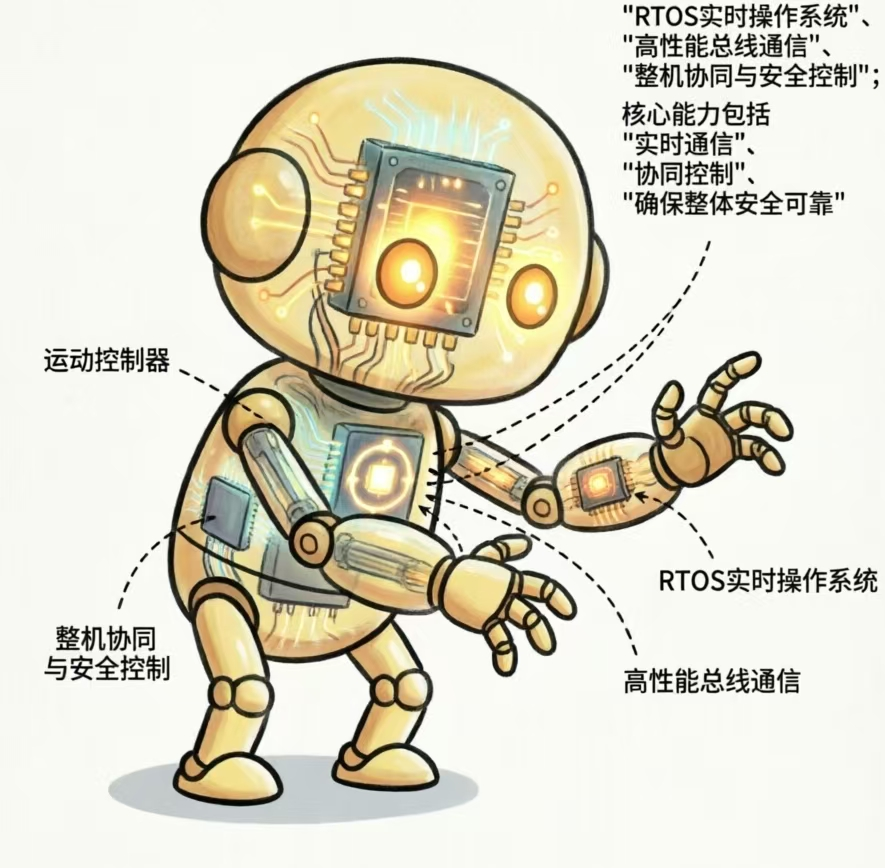 "RTOS实时操作系统"、
"高性能总线通信"、
"整机协同与安全控制"；
核心能力包括
"实时通信"、
"协同控制"、
"确保整体安全可靠"
运动控制器
RTOS实时操作系统
整机协同
与安全控制
高性能总线通信